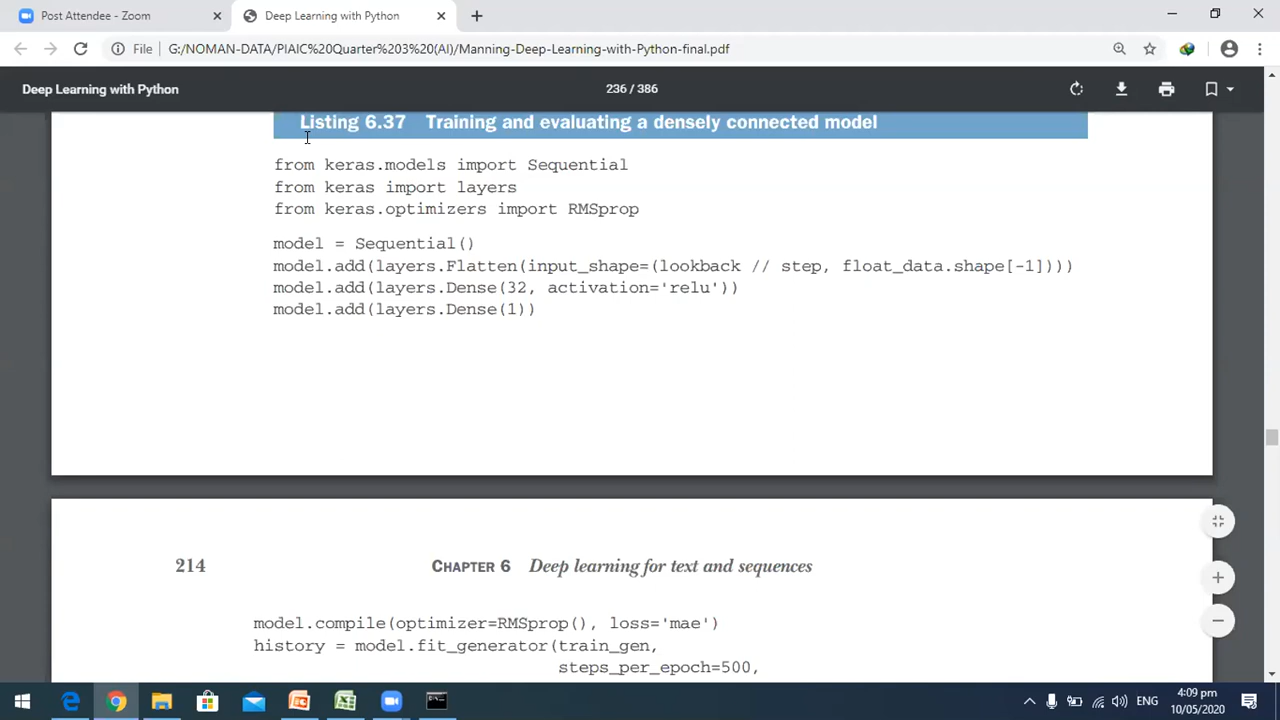 Post Attendee - Zoom
Deep Learning with Python
File
G:/NOMAN-DATA/PIAIC%20Quarter%203%20(AI)/Manning-Deep-Learning-with-Python-final.pdf
Deep Learning with Python
236 / 386
Listing 6.37 Training and evaluating a densely connected model
from keras.models import Sequential
from keras import layers
from keras.optimizers import RMSprop
model = Sequential()
model.add(layers.Flatten(input_shape=(lookback // step, float_data.shape[-1])))
model.add(layers.Dense(32, activation='relu'))
model.add(layers.Dense(1))
214
CHAPTER 6 Deep learning for text and sequences
model.compile(optimizer=RMSprop(), loss='mae')
history = model.fit_generator(train_gen,
steps_per_epoch=500,
ENG
4:09 pm
10/05/2020